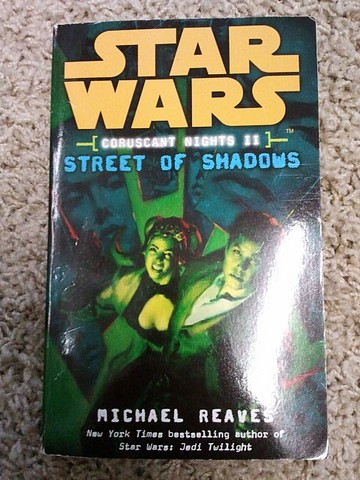 STAR
WARS
™
CORUSCANT NIGHTS II
STREET OF SHADOWS
MICHAEL REAVES
New York Times bestselling author of
Star Wars: Jedi Twilight